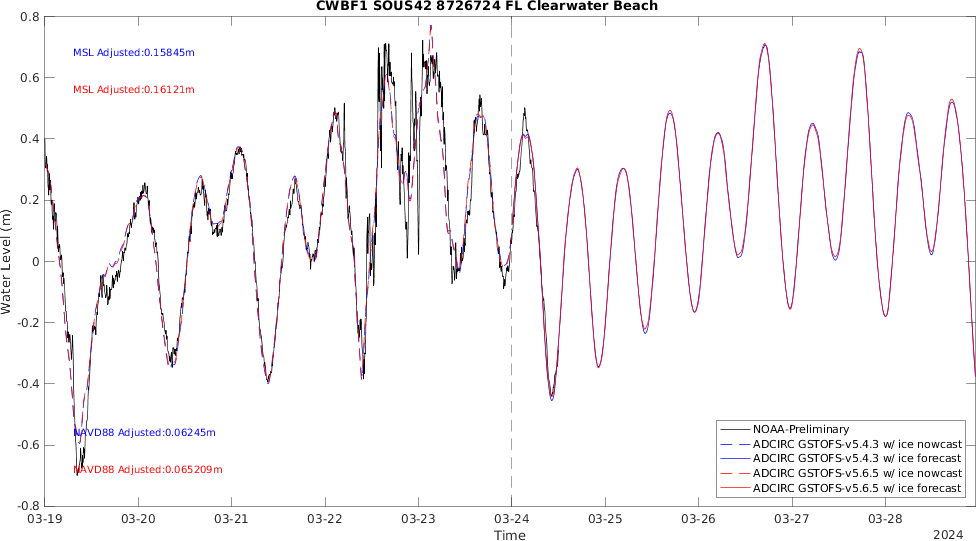 CWBF1 SOUS42 8726724 FL Clearwater Beach
0.8
MSL Adjusted:0.15845m
0.6
MSL Adjusted:0.16121m
0.4
0.2
Water Level (m)
0
-0.2
-0.4
NAVD88 Adjusted:0.06245m
-0.6
NAVD88 Adjusted:0.065209m
-0.8
NOAA-Preliminary
ADCIRC GSTOFS-v5.4.3 w/ ice nowcast
ADCIRC GSTOFS-v5.4.3 w/ ice forecast
ADCIRC GSTOFS-v5.6.5 w/ ice nowcast
ADCIRC GSTOFS-v5.6.5 w/ ice forecast
03-19 03-20 03-21 03-22 03-23 03-24 03-25 03-26 03-27 03-28
Time
2024